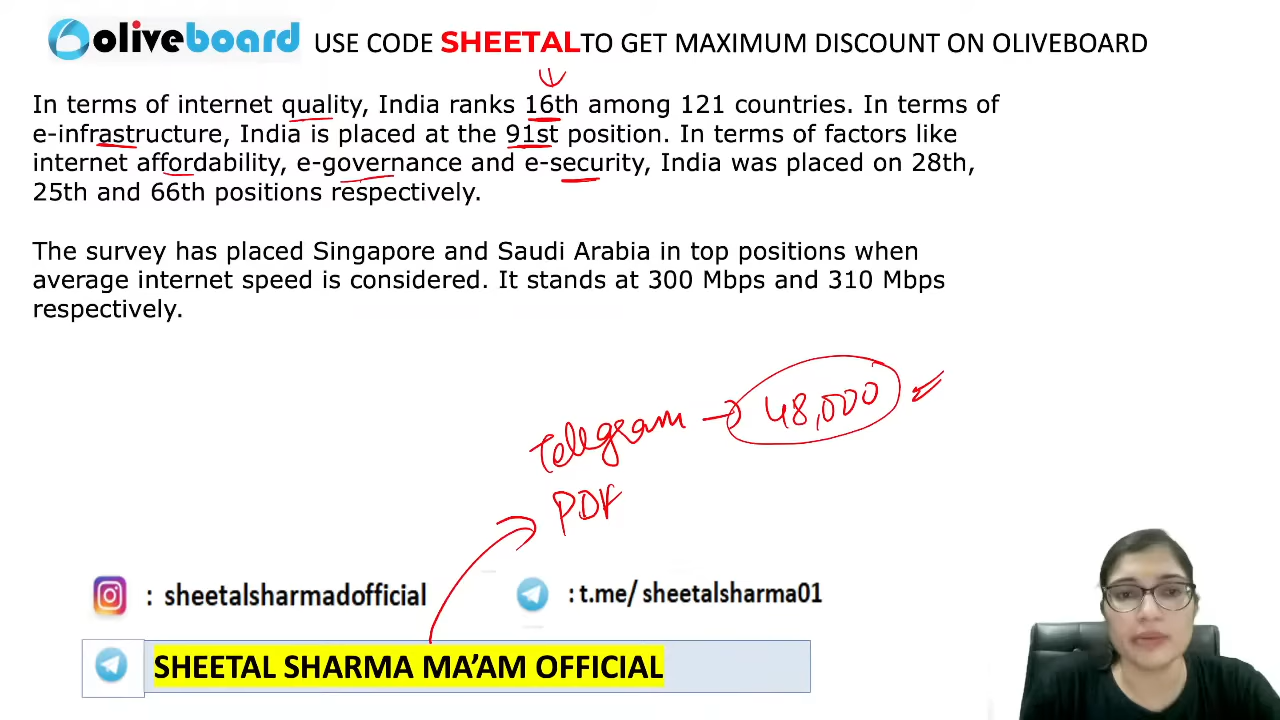 oliveboard USE CODE SHEETAL TO GET MAXIMUM DISCOUNT ON OLIVEBOARD
In terms of internet quality, India ranks 16th among 121 countries. In terms of
e-infrastructure, India is placed at the 91st position. In terms of factors like
internet affordability, e-governance and e-security, India was placed on 28th,
25th and 66th positions respectively.
The survey has placed Singapore and Saudi Arabia in top positions when
average internet speed is considered. It stands at 300 Mbps and 310 Mbps
respectively.
Telegram → 48,000
PDF
: sheetalsharmadofficial
: t.me/ sheetalsharma01
SHEETAL SHARMA MA’AM OFFICIAL